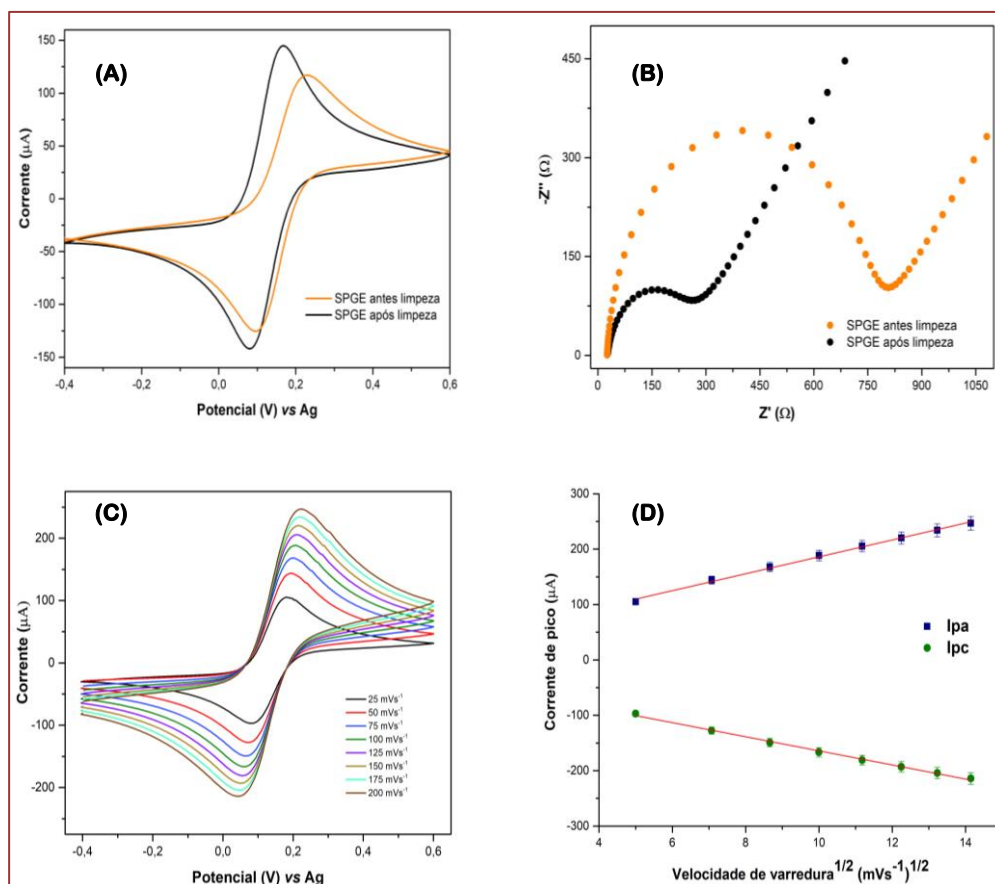 (A)
150
100
50
0
-50
-100
-150
Corrente (µA)
SPGE antes limpeza
SPGE após limpeza
-0,4 -0,2 0,0 0,2 0,4 0,6
Potencial (V) vs Ag
(B)
-450
-300
-150
0
-Z'' (Ω)
SPGE antes limpeza
SPGE após limpeza
0 150 300 450 600 750 900 1050
Z' (Ω)
(C)
200
100
0
-100
-200
Corrente (µA)
25 mVs-1
50 mVs-1
75 mVs-1
100 mVs-1
125 mVs-1
150 mVs-1
175 mVs-1
200 mVs-1
-0,4 -0,2 0,0 0,2 0,4 0,6
Potencial (V) vs Ag
(D)
300
200
100
0
-100
-200
-300
Corrente de pico (µA)
Ipa
Ipc
4 6 8 10 12 14
Velocidade de varredura1/2 (mVs-1)1/2